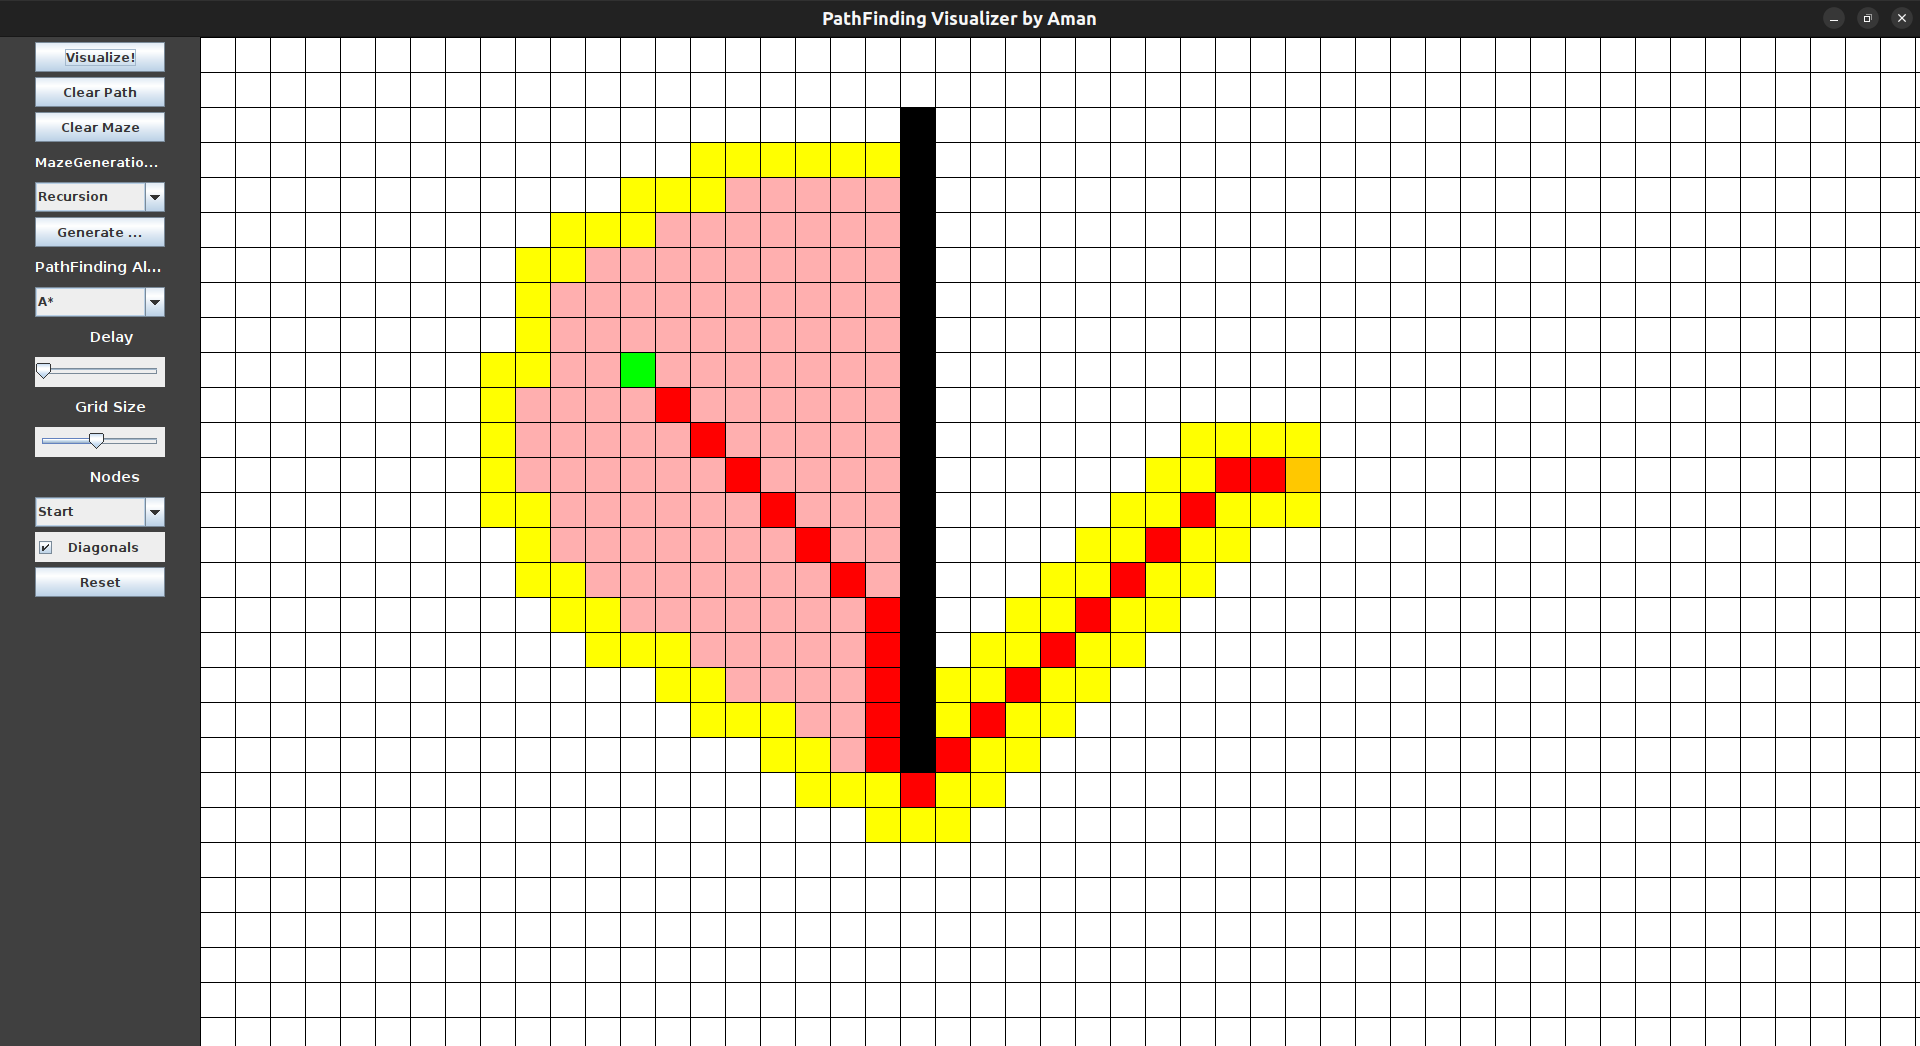 PathFinding Visualizer by Aman
Visualize!
Clear Path
Clear Maze
MazeGeneratio...
Recursion
Generate ...
PathFinding Al...
A*
Delay
Grid Size
Nodes
Start
Diagonals
Reset